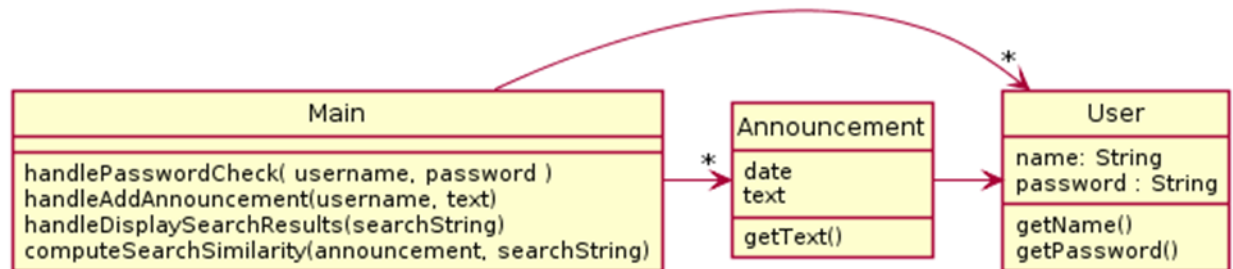 *
Main
handlePasswordCheck( username, password )
handleAddAnnouncement(username, text)
handleDisplaySearchResults(searchString)
computeSearchSimilarity(announcement, searchString)
*
Announcement
date
text
getText()
User
name: String
password : String
getName()
getPassword()